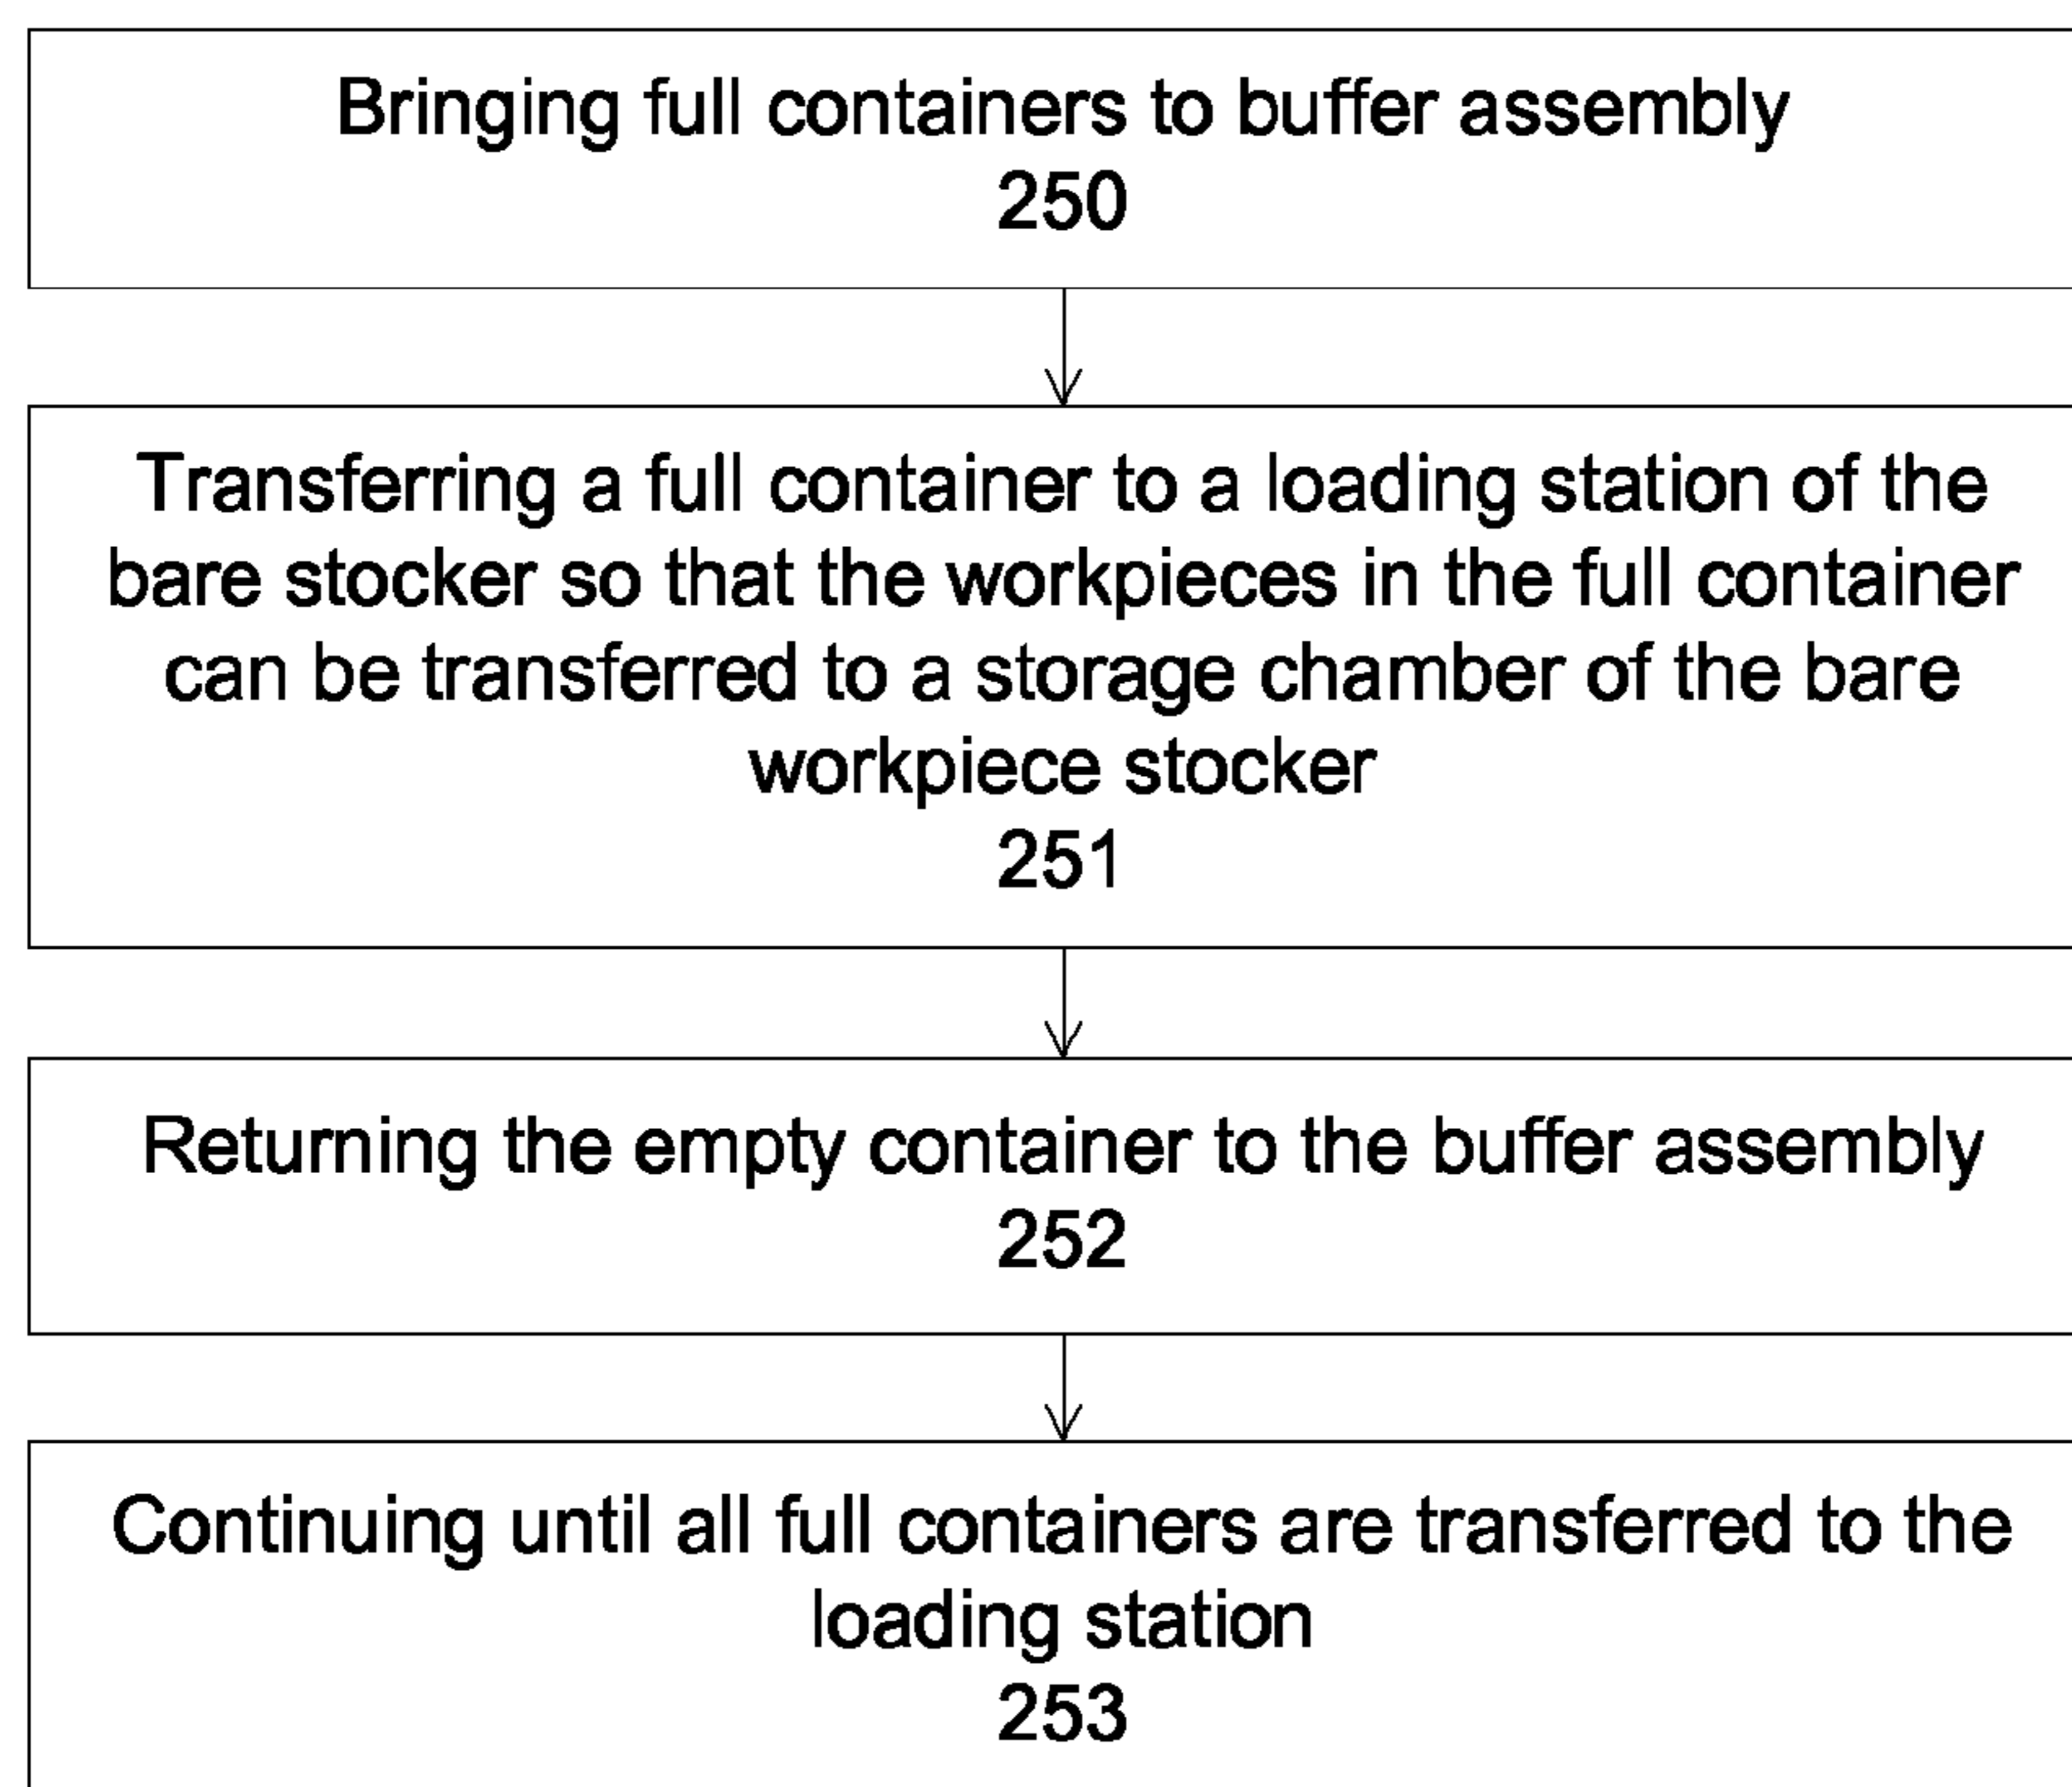 Bringing full containers to buffer assembly
250
Transferring a full container to a loading station of the
bare stocker so that the workpieces in the full container
can be transferred to a storage chamber of the bare
workpiece stocker
251
Returning the empty container to the buffer assembly
252
Continuing until all full containers are transferred to the
loading station
253